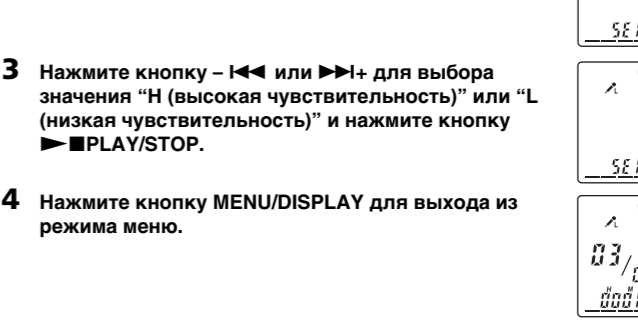 3 Нажмите кнопку – I◀◀ или ▶▶I+ для выбора
значения “H (высокая чувствительность)” или “L
(низкая чувствительность)” и нажмите кнопку
▶■PLAY/STOP.
4 Нажмите кнопку MENU/DISPLAY для выхода из
режима меню.
03/